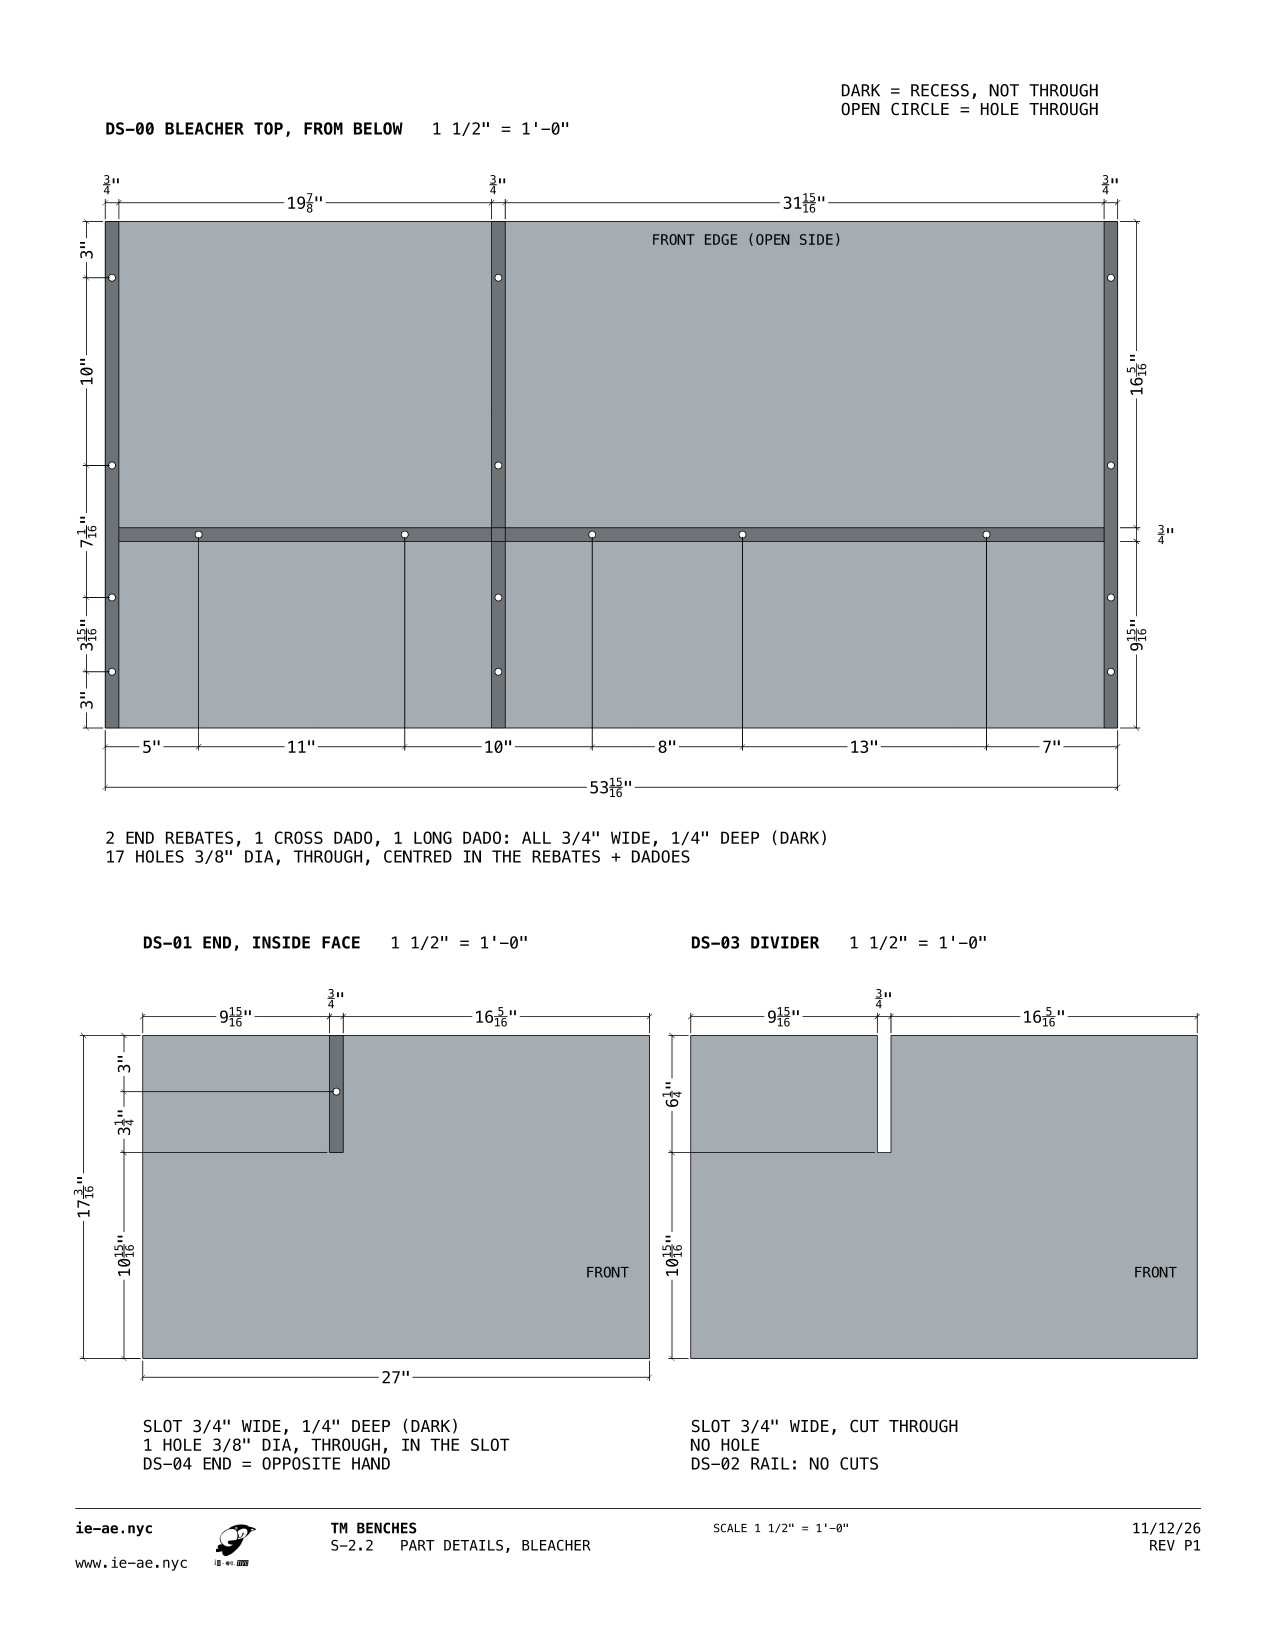 DARK = RECESS, NOT THROUGH
OPEN CIRCLE = HOLE THROUGH
DS-00 BLEACHER TOP, FROM BELOW 1 1/2" = 1'-0"
3/4" 3/4" 3/4"
19 7/8" 31 15/16"
FRONT EDGE (OPEN SIDE)
3"
10"
16 5/16"
7 1/16"
3/4"
3 15/16"
9 15/16"
3"
5" 11" 10" 8" 13" 7"
53 15/16"
2 END REBATES, 1 CROSS DADO, 1 LONG DADO: ALL 3/4" WIDE, 1/4" DEEP (DARK)
17 HOLES 3/8" DIA, THROUGH, CENTRED IN THE REBATES + DADOES
DS-01 END, INSIDE FACE 1 1/2" = 1'-0"
3/4"
9 15/16" 16 5/16"
3"
3 1/4"
17 3/16"
10 15/16"
FRONT
27"
SLOT 3/4" WIDE, 1/4" DEEP (DARK)
1 HOLE 3/8" DIA, THROUGH, IN THE SLOT
DS-04 END = OPPOSITE HAND
DS-03 DIVIDER 1 1/2" = 1'-0"
3/4"
9 15/16" 16 5/16"
6 1/4"
10 15/16"
FRONT
SLOT 3/4" WIDE, CUT THROUGH
NO HOLE
DS-02 RAIL: NO CUTS
ie-ae.nyc
www.ie-ae.nyc
ie-ae.nyc
TM BENCHES
S-2.2 PART DETAILS, BLEACHER
SCALE 1 1/2" = 1'-0"
11/12/26
REV P1